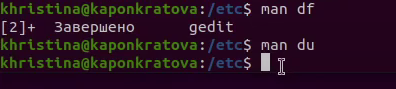 khristina@kaponkratova:/etc$ man df
[2]+  Завершено      gedit
khristina@kaponkratova:/etc$ man du
khristina@kaponkratova:/etc$